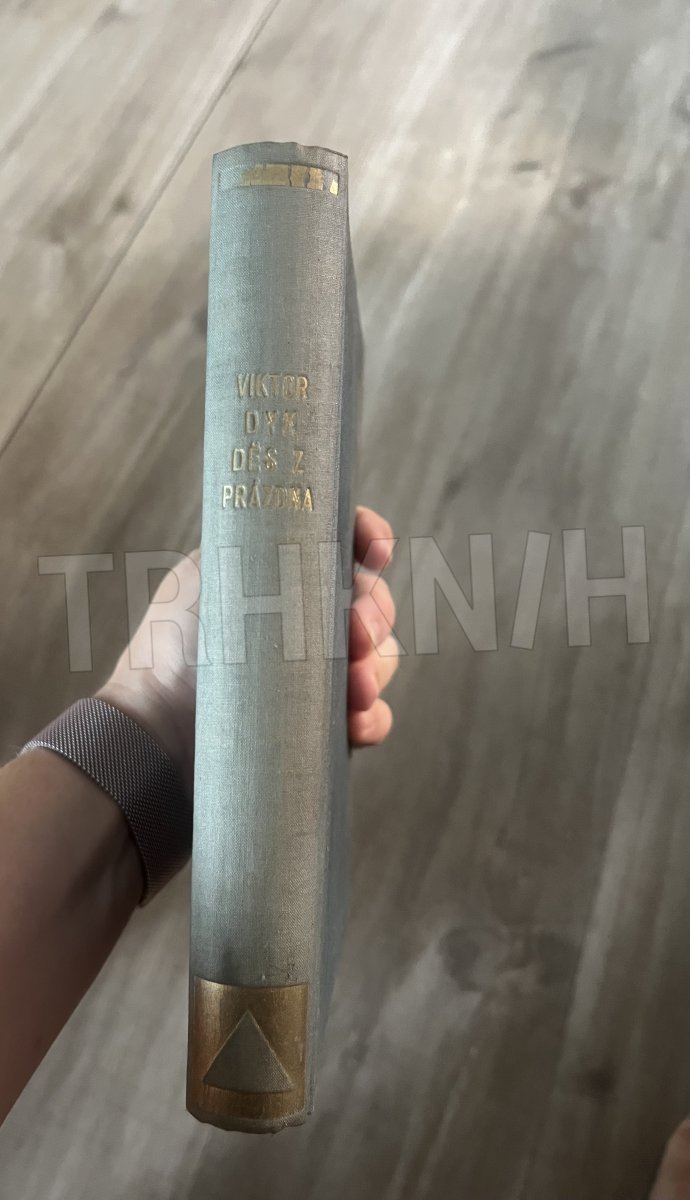 VIKTOR
DYK
DĚS Z
PRÁZDNA
TRHKNIH